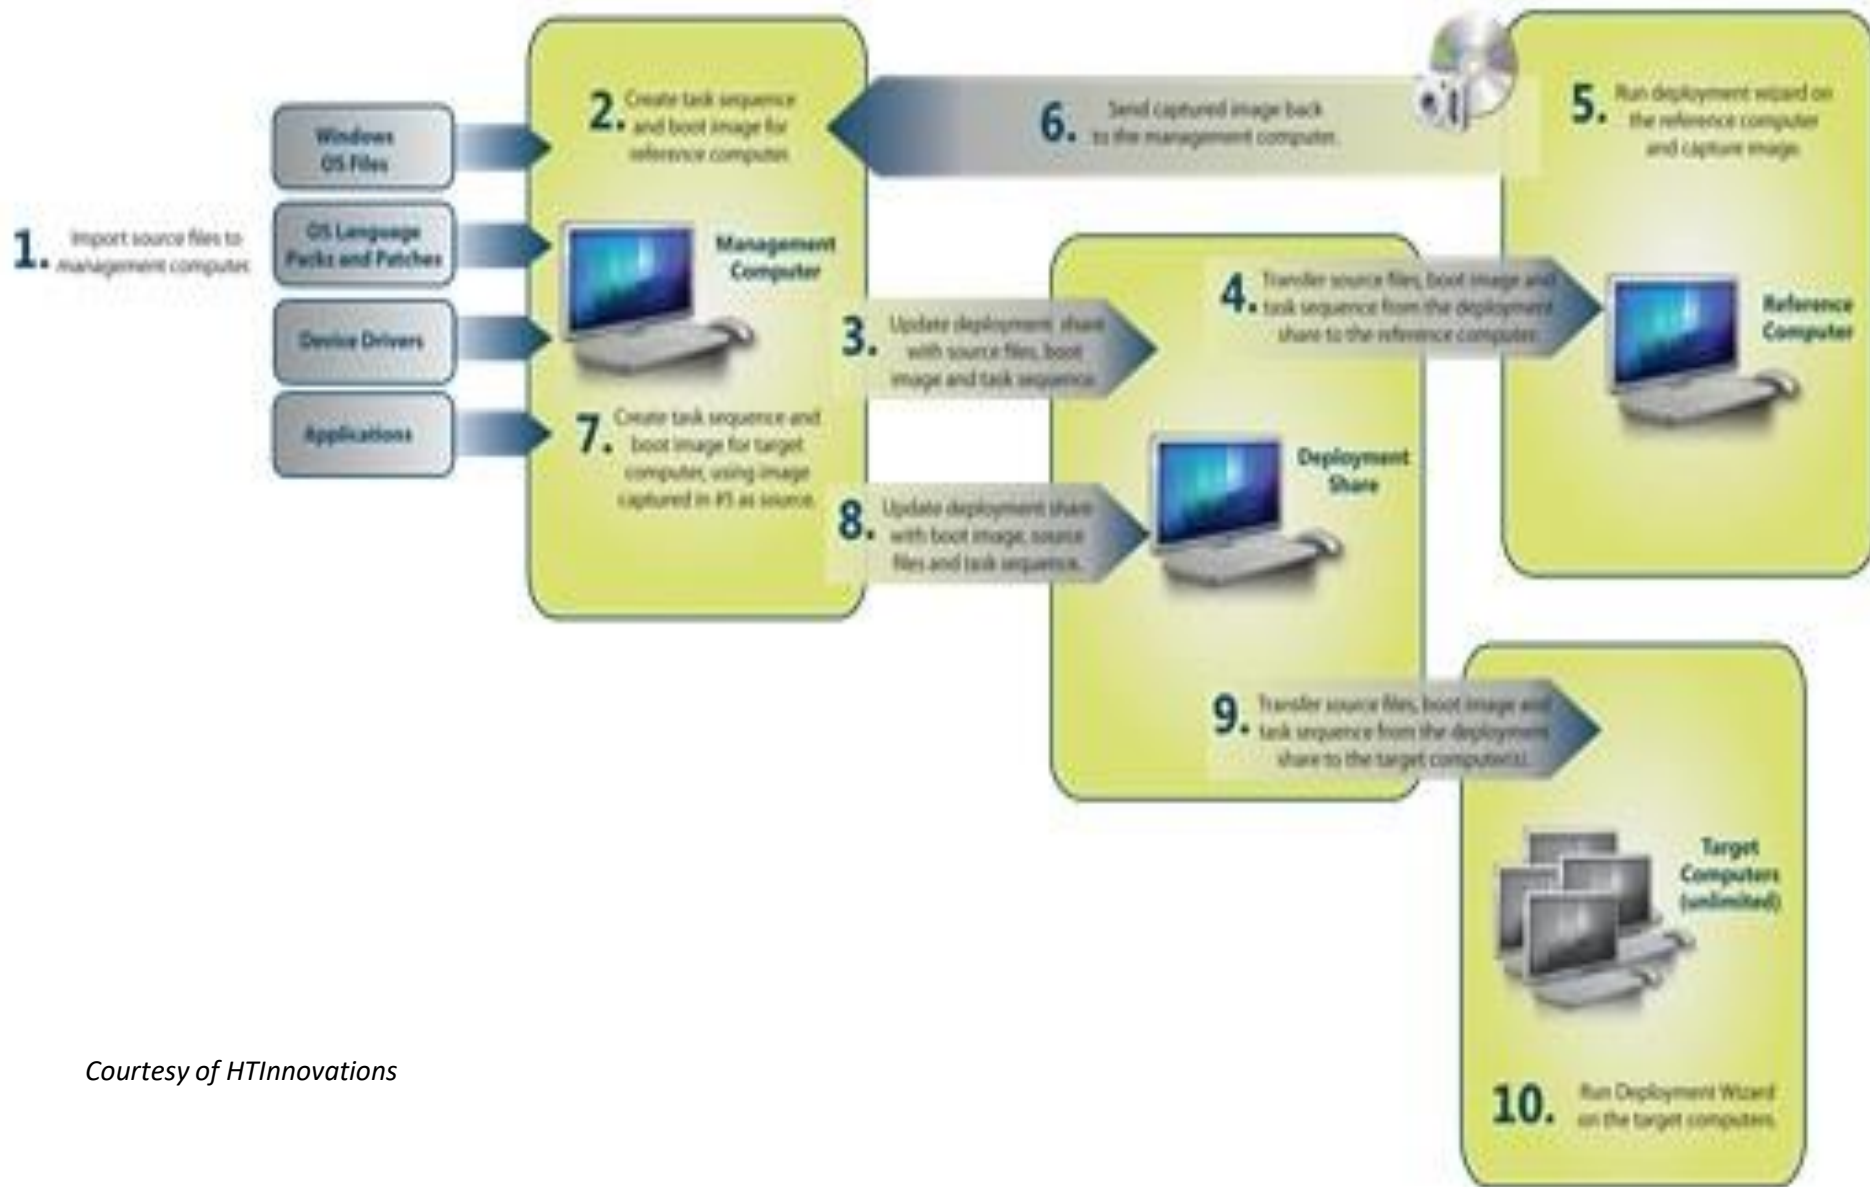 1. Import source files to
management computer.
Windows
OS Files
OS Language
Packs and Patches
Device Drivers
Applications
2. Create task sequence
and boot image for
reference computer.
Management
Computer
3. Update deployment share
with source files, boot
image and task sequence.
4. Transfer source files, boot image and
task sequence from the deployment
share to the reference computer.
5. Run deployment wizard on
the reference computer
and capture image.
Reference
Computer
6. Send captured image back
to the management computer.
7. Create task sequence and
boot image for target
computer, using image
captured in #5 as source.
8. Update deployment share
with boot image, source
files and task sequence.
Deployment
Share
9. Transfer source files, boot image and
task sequence from the deployment
share to the target computer(s).
Target
Computers
(unlimited)
10. Run Deployment Wizard
on the target computers.
Courtesy of HTInnovations